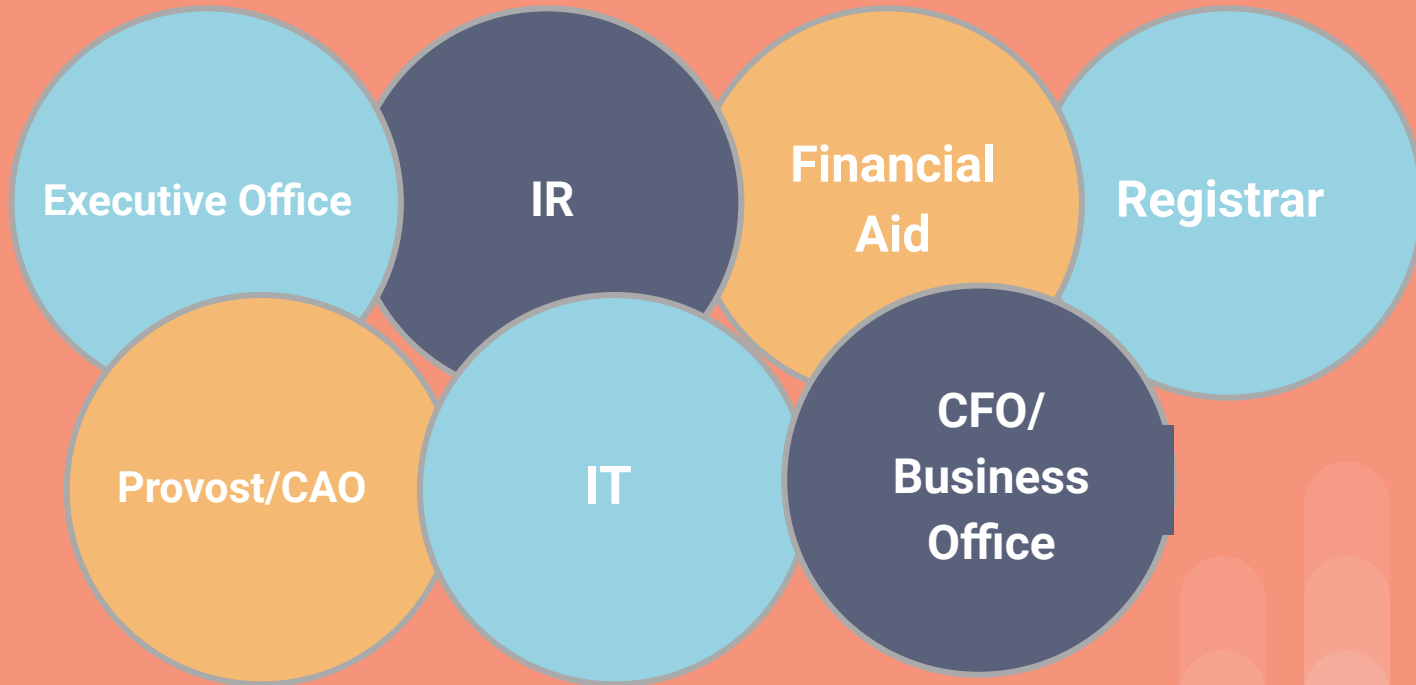 Executive Office
IR
Financial
Aid
Registrar
Provost/CAO
IT
CFO/
Business
Office